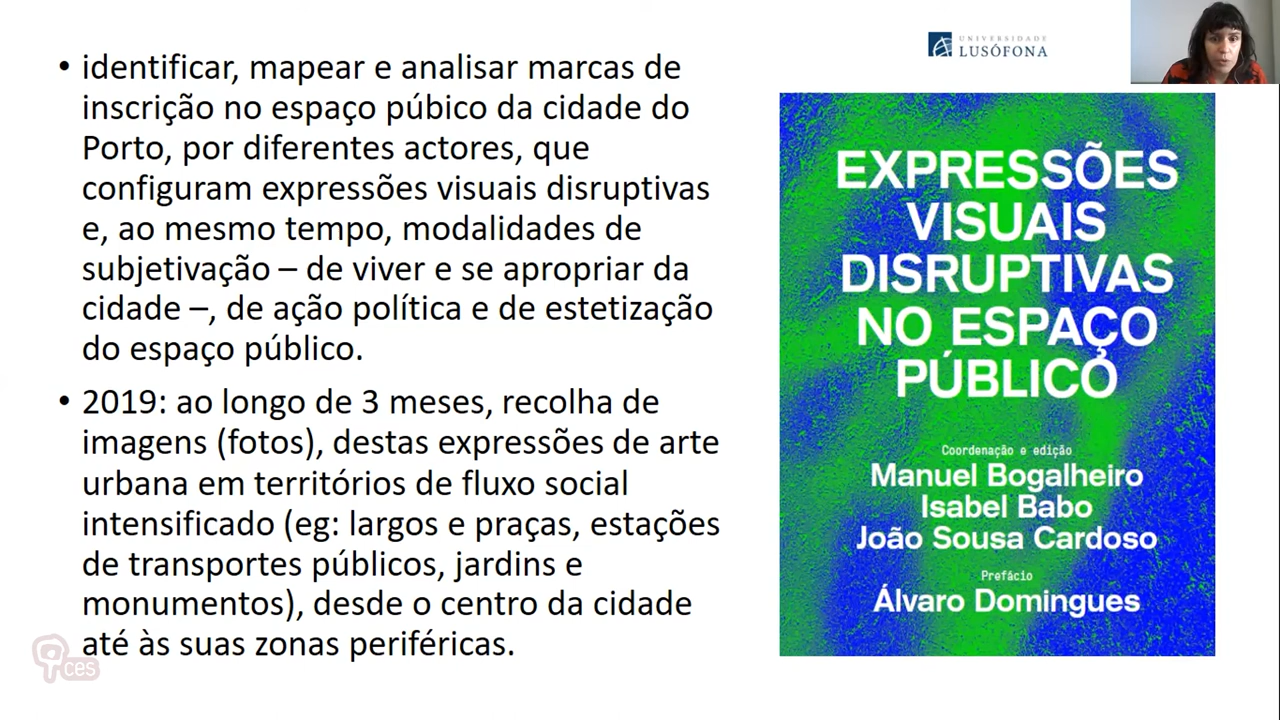 • identificar, mapear e analisar marcas de
inscrição no espaço púbico da cidade do
Porto, por diferentes actores, que
configuram expressões visuais disruptivas
e, ao mesmo tempo, modalidades de
subjetivação – de viver e se apropriar da
cidade –, de ação política e de estetização
do espaço público.
• 2019: ao longo de 3 meses, recolha de
imagens (fotos), destas expressões de arte
urbana em territórios de fluxo social
intensificado (eg: largos e praças, estações
de transportes públicos, jardins e
monumentos), desde o centro da cidade
até às suas zonas periféricas.
ces
UNIVERSIDADE
LUSÓFONA
EXPRESSÕES
VISUAIS
DISRUPTIVAS
NO ESPAÇO
PÚBLICO
Coordenação e edição
Manuel Bogalheiro
Isabel Babo
João Sousa Cardoso
Prefácio
Álvaro Domingues